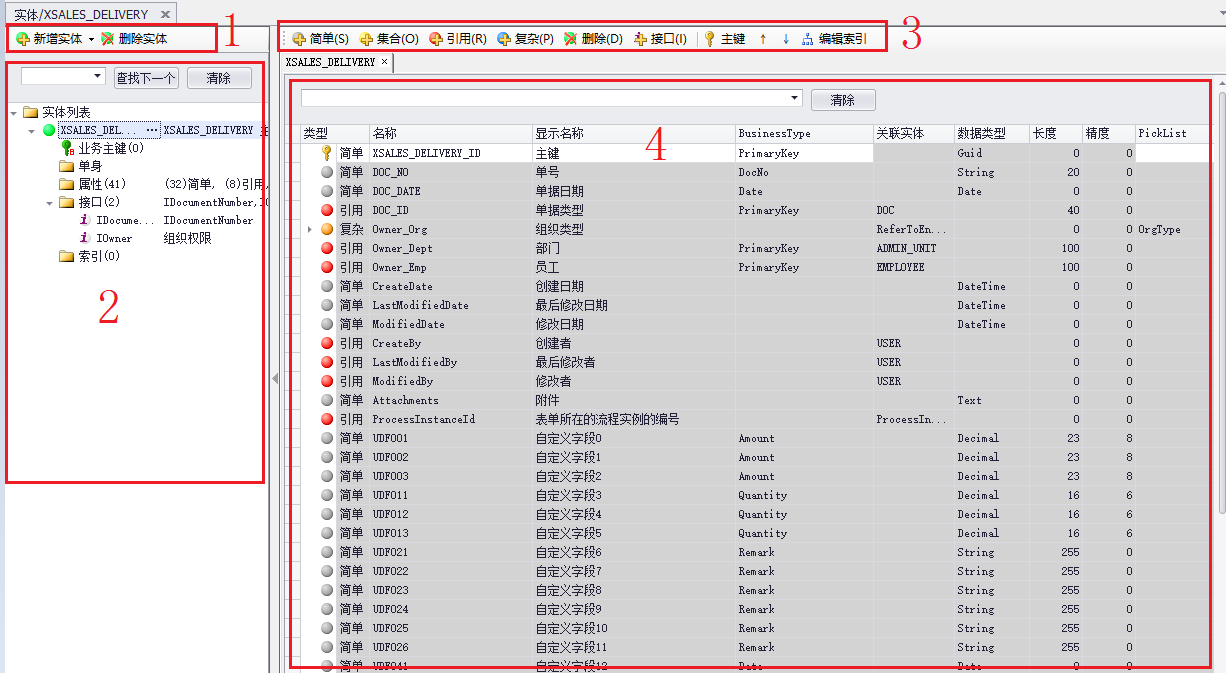 实体/XSALES_DELIVERY
新增实体 删除实体 1
简单(S) 集合(O) 引用(R) 复杂(P) 删除(D) 接口(I) 主键 ↑ ↓ 编辑索引 3
XSALES_DELIVERY
查找下一个 清除
实体列表
XSALES_DEL... ... XSALES_DELIVERY
业务主键(0)
单身
属性(41) (32)简单, (8)引用,
接口(2) IDocumentNumber,IO
IDocume... IDocumentNumber
IOwner 组织权限
索引(0)
2
清除
4
类型 名称 显示名称 BusinessType 关联实体 数据类型 长度 精度 PickList
简单 XSALES_DELIVERY_ID 主键 PrimaryKey Guid 0 0
简单 DOC_NO 单号 DocNo String 20 0
简单 DOC_DATE 单据日期 Date Date 0 0
引用 DOC_ID 单据类型 PrimaryKey DOC 40 0
复杂 Owner_Org 组织类型 ReferToEn... 0 0 OrgType
引用 Owner_Dept 部门 PrimaryKey ADMIN_UNIT 100 0
引用 Owner_Emp 员工 PrimaryKey EMPLOYEE 100 0
简单 CreateDate 创建日期 DateTime 0 0
简单 LastModifiedDate 最后修改日期 DateTime 0 0
简单 ModifiedDate 修改日期 DateTime 0 0
引用 CreateBy 创建者 USER 0 0
引用 LastModifiedBy 最后修改者 USER 0 0
引用 ModifiedBy 修改者 USER 0 0
简单 Attachments 附件 Text 0 0
引用 ProcessInstanceId 表单所在的流程实例的编号 ProcessIn... 0 0
简单 UDF001 自定义字段0 Amount Decimal 23 8
简单 UDF002 自定义字段1 Amount Decimal 23 8
简单 UDF003 自定义字段2 Amount Decimal 23 8
简单 UDF011 自定义字段3 Quantity Decimal 16 6
简单 UDF012 自定义字段4 Quantity Decimal 16 6
简单 UDF013 自定义字段5 Quantity Decimal 16 6
简单 UDF021 自定义字段6 Remark String 255 0
简单 UDF022 自定义字段7 Remark String 255 0
简单 UDF023 自定义字段8 Remark String 255 0
简单 UDF024 自定义字段9 Remark String 255 0
简单 UDF025 自定义字段10 Remark String 255 0
简单 UDF026 自定义字段11 Remark String 255 0
简单 UDF041 自定义字段12 Date Date 0 0